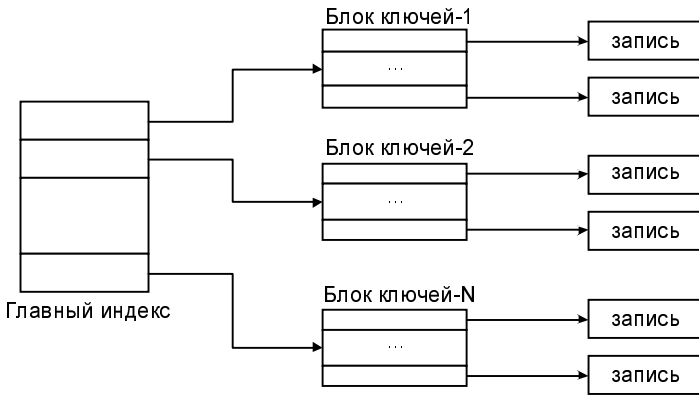 Блок ключей-1
запись
...
запись
Блок ключей-2
запись
...
запись
Главный индекс
Блок ключей-N
запись
...
запись